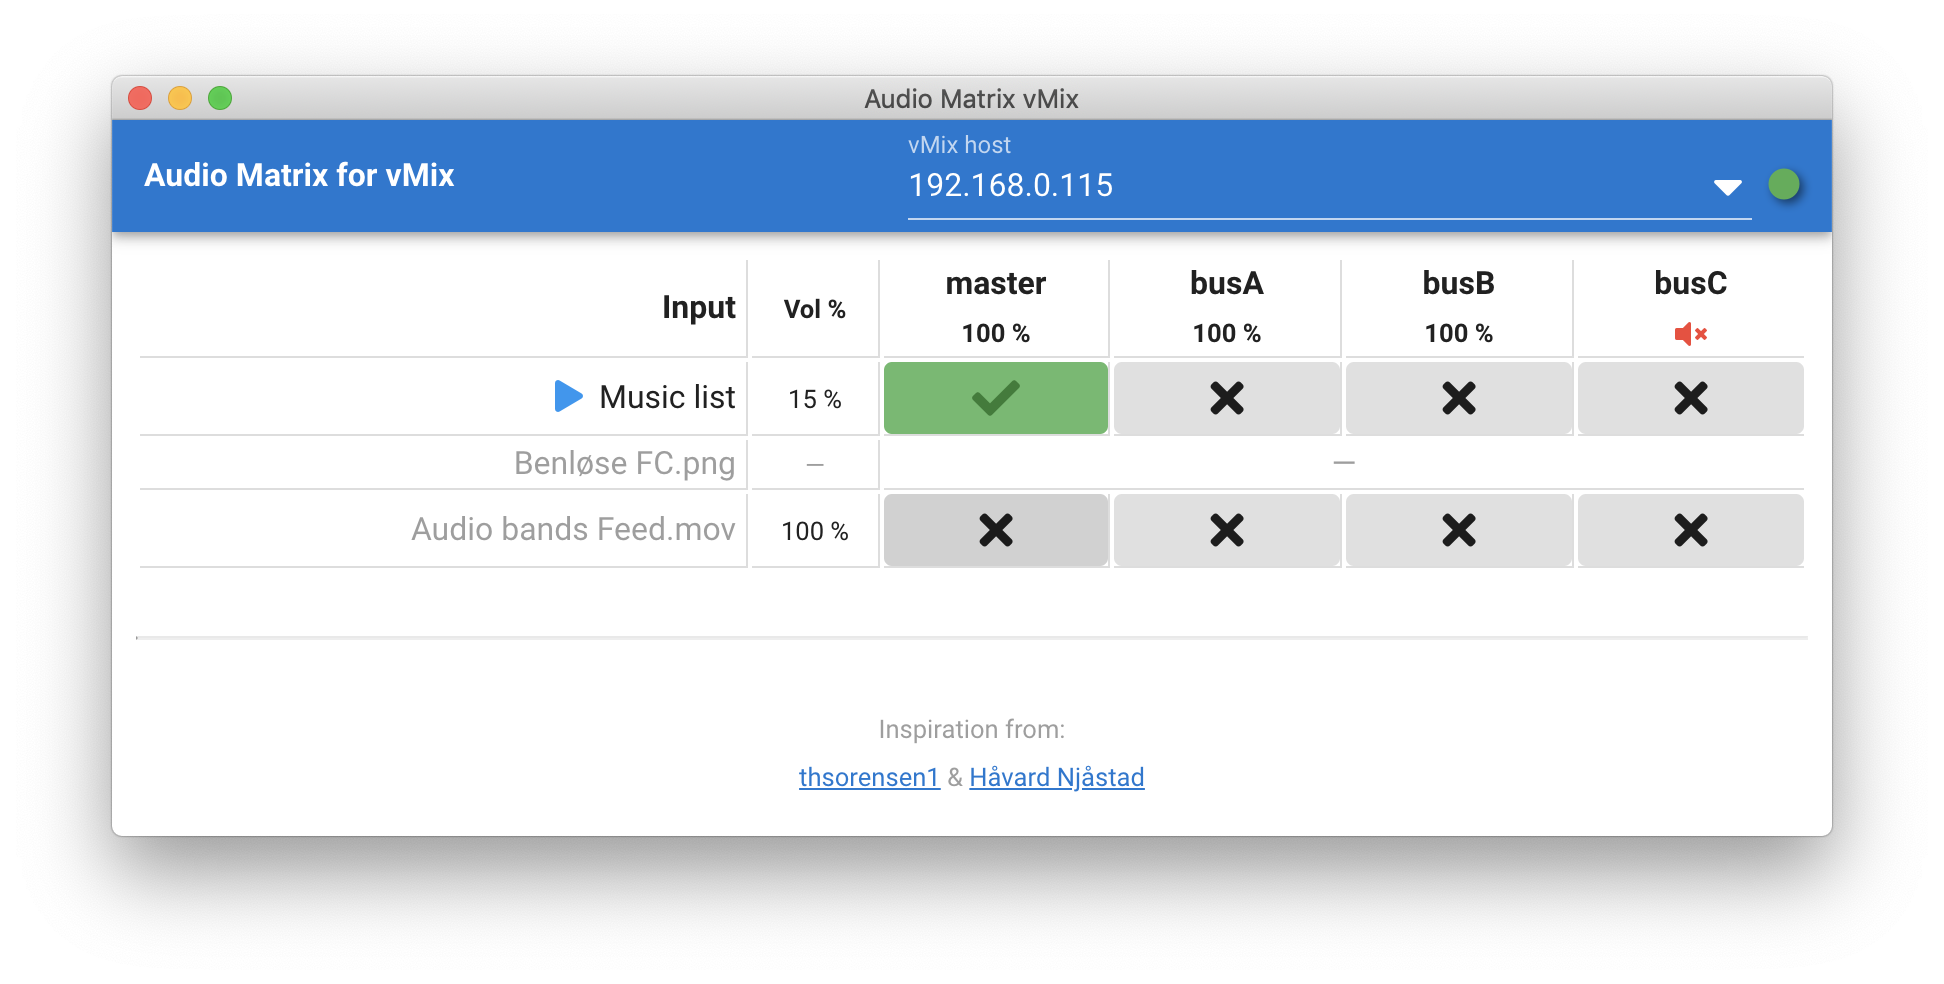 Audio Matrix vMix
Audio Matrix for vMix
vMix host
192.168.0.115
Input Vol % master busA busB busC
100 % 100 % 100 %
Music list 15 %
Benløse FC.png — —
Audio bands Feed.mov 100 %
Inspiration from:
thsorensen1 & Håvard Njåstad